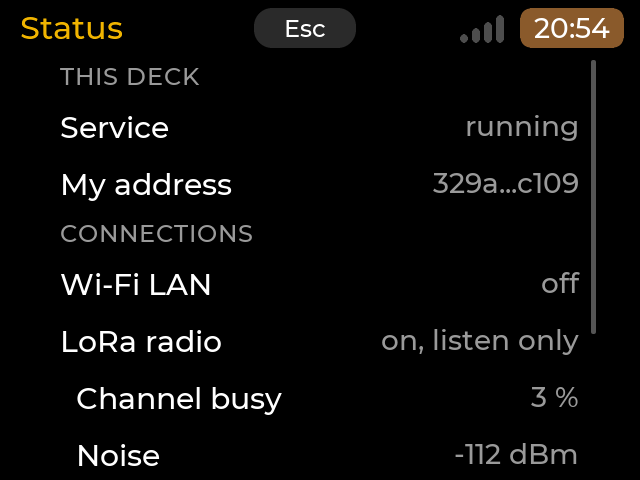 Status Esc 20:54
THIS DECK
Service running
My address 329a...c109
CONNECTIONS
Wi-Fi LAN off
LoRa radio on, listen only
Channel busy 3 %
Noise -112 dBm